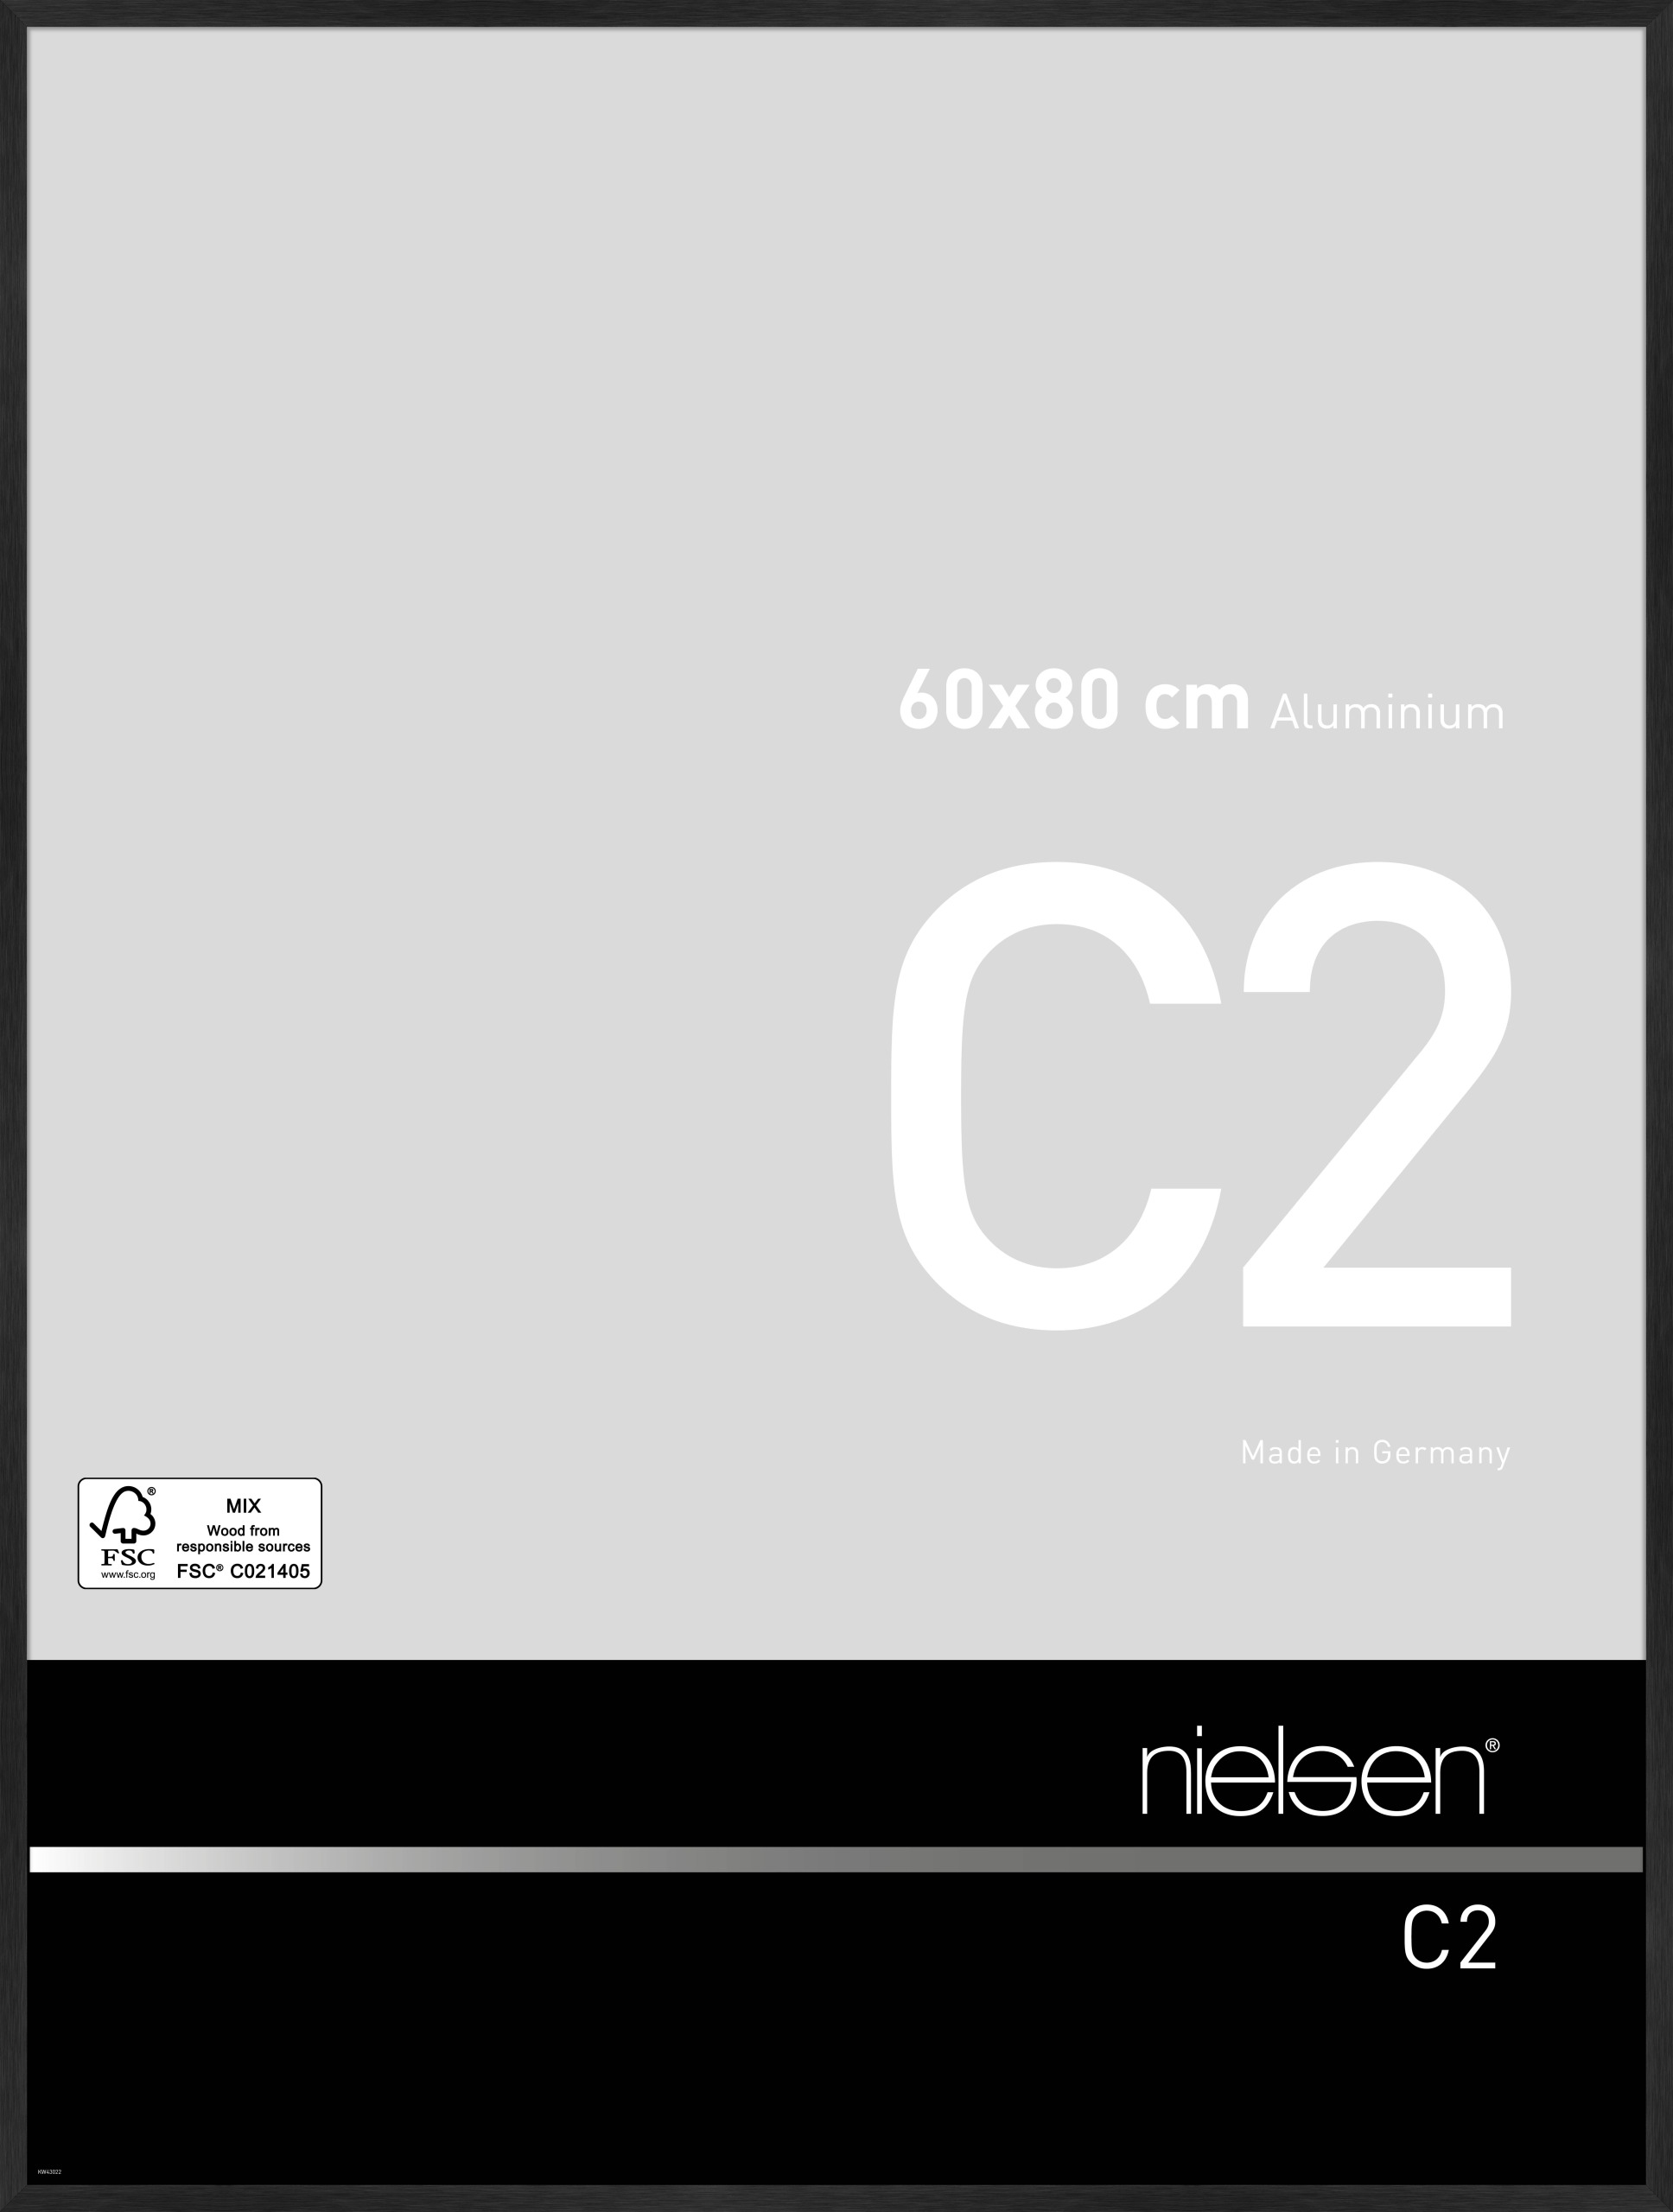 60x80 cm Aluminium
C2
Made in Germany
®
MIX
Wood from
responsible sources
FSC
www.fsc.org
FSC® C021405
nielsen®
C2
KW43022